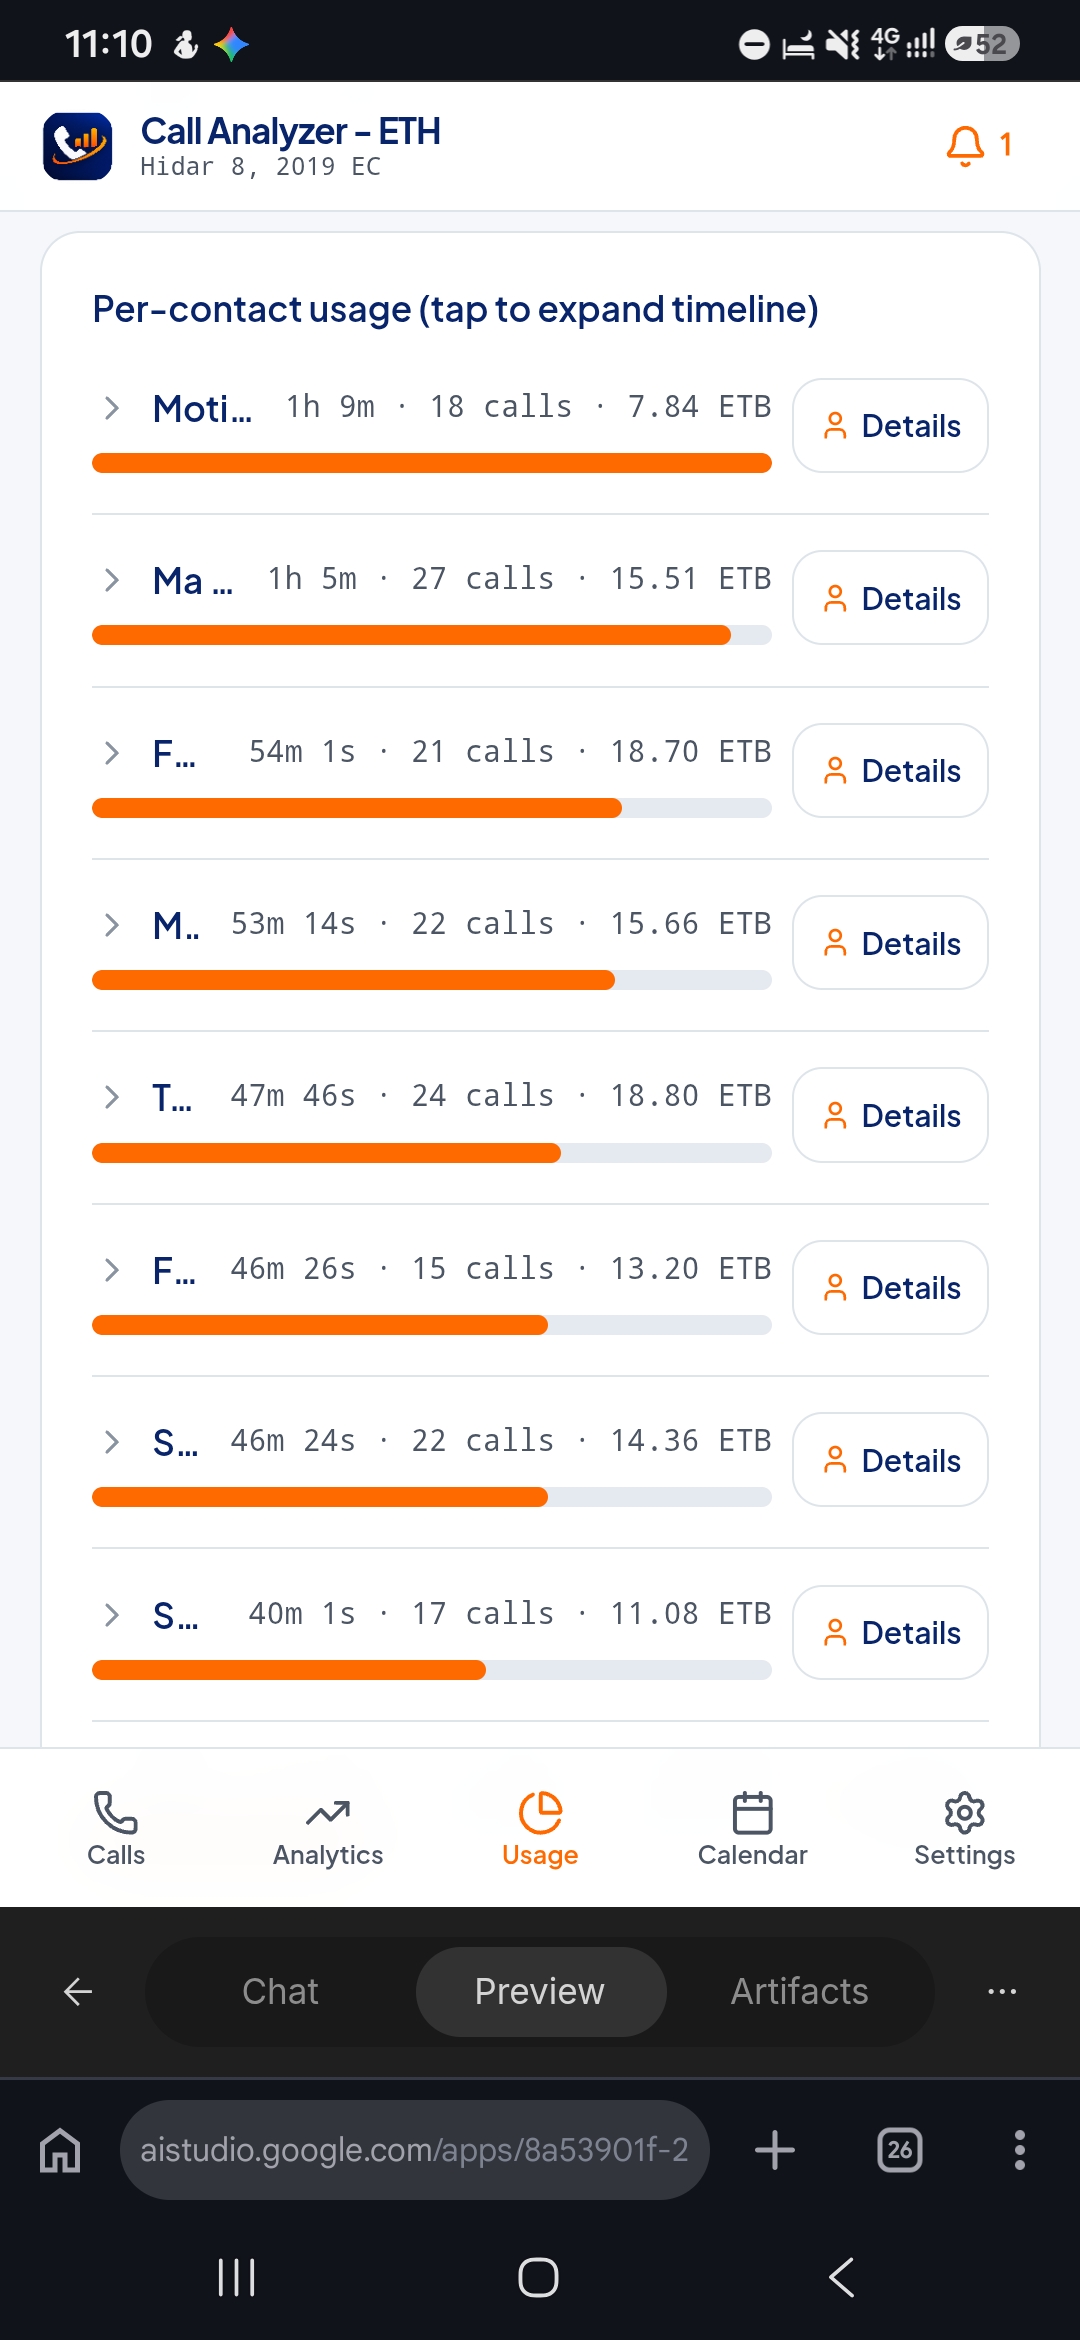 11:10
4G
52
Call Analyzer – ETH
Hidar 8, 2019 EC
1
Per-contact usage (tap to expand timeline)
Moti... 1h 9m · 18 calls · 7.84 ETB Details
Ma ... 1h 5m · 27 calls · 15.51 ETB Details
F... 54m 1s · 21 calls · 18.70 ETB Details
M.. 53m 14s · 22 calls · 15.66 ETB Details
T... 47m 46s · 24 calls · 18.80 ETB Details
F... 46m 26s · 15 calls · 13.20 ETB Details
S... 46m 24s · 22 calls · 14.36 ETB Details
S... 40m 1s · 17 calls · 11.08 ETB Details
Calls Analytics Usage Calendar Settings
Chat Preview Artifacts
aistudio.google.com/apps/8a53901f-2
26